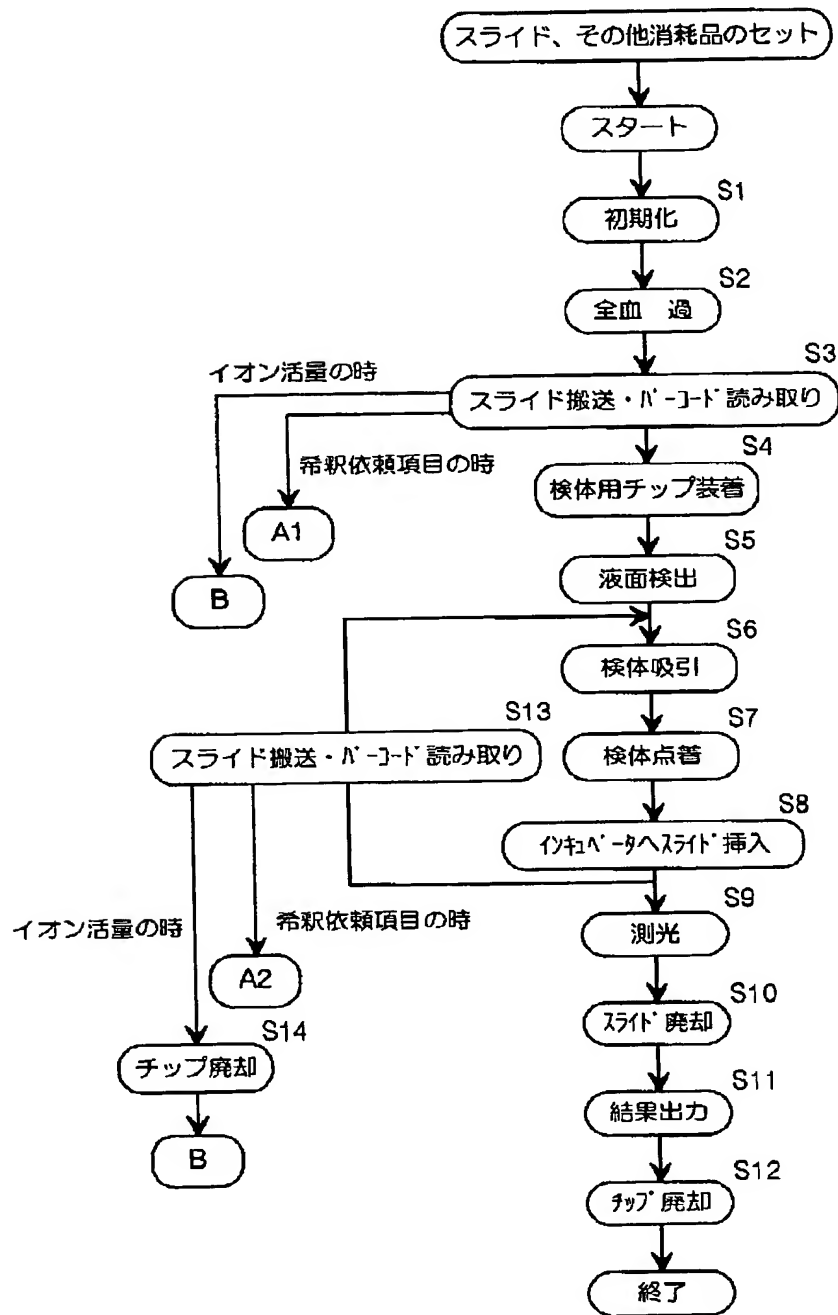 スライド、その他消耗品のセット
スタート
S1
初期化
S2
全血　過
S3
スライド搬送・バーコード読み取り
イオン活量の時
希釈依頼項目の時
A1
B
S4
検体用チップ装着
S5
液面検出
S6
検体吸引
S7
検体点着
S8
インキュベータへスライド挿入
S13
スライド搬送・バーコード読み取り
イオン活量の時
希釈依頼項目の時
A2
S14
チップ廃却
B
S9
測光
S10
スライド廃却
S11
結果出力
S12
チップ廃却
終了